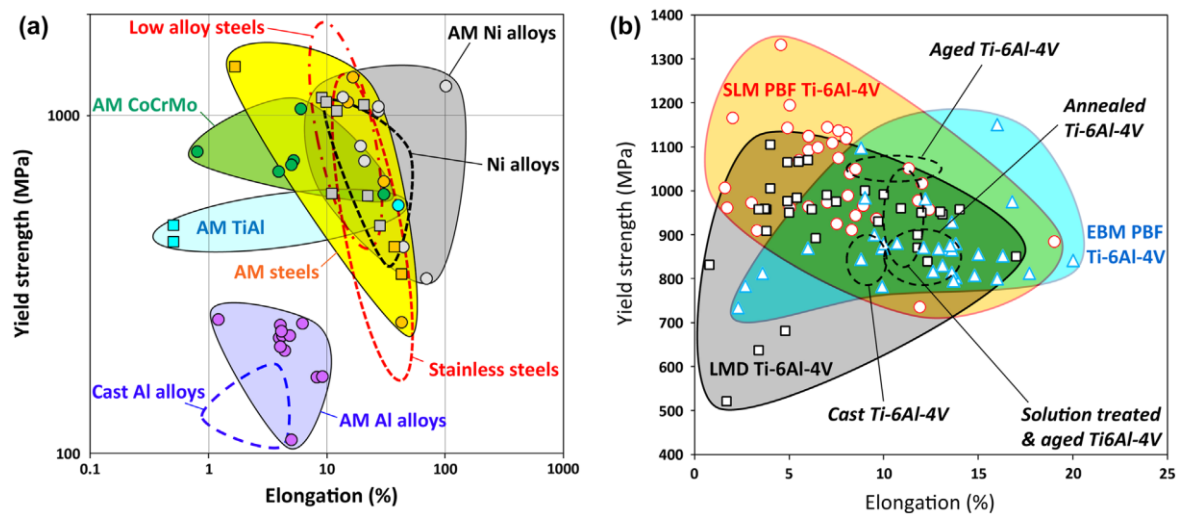 (a)
Low alloy steels
AM Ni alloys
AM CoCrMo
Ni alloys
AM TiAl
AM steels
Cast Al alloys
Stainless steels
AM Al alloys
1000
100
0.1
1
10
100
1000
Yield strength (MPa)
Elongation (%)
(b)
1400
1300
1200
1100
1000
900
800
700
600
500
400
Aged Ti-6Al-4V
SLM PBF Ti-6Al-4V
Annealed
Ti-6Al-4V
EBM PBF
Ti-6Al-4V
LMD Ti-6Al-4V
Cast Ti-6Al-4V
Solution treated
& aged Ti6Al-4V
0
5
10
15
20
25
Yield strength (MPa)
Elongation (%)